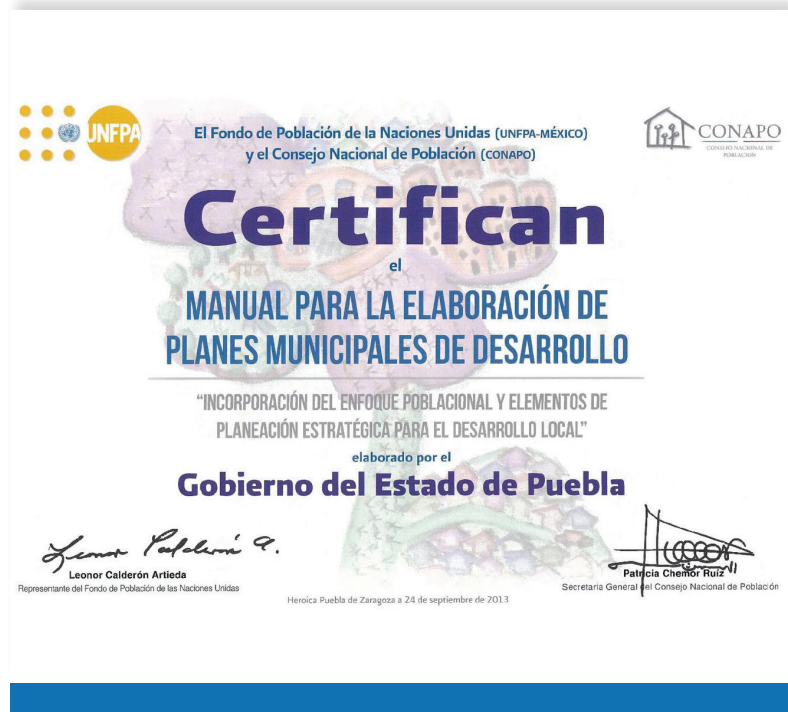 UNFPA
El Fondo de Población de la Naciones Unidas (UNFPA-MÉXICO)
y el Consejo Nacional de Población (CONAPO)
CONAPO
CONSEJO NACIONAL DE
POBLACIÓN
Certifican
el
MANUAL PARA LA ELABORACIÓN DE
PLANES MUNICIPALES DE DESARROLLO
"INCORPORACIÓN DEL ENFOQUE POBLACIONAL Y ELEMENTOS DE
PLANEACIÓN ESTRATÉGICA PARA EL DESARROLLO LOCAL"
elaborado por el
Gobierno del Estado de Puebla
Leonor Calderón A.
Leonor Calderón Artieda
Representante del Fondo de Población de las Naciones Unidas
Patricia Chemor Ruiz
Secretaria General del Consejo Nacional de Población
Heroica Puebla de Zaragoza a 24 de septiembre de 2013